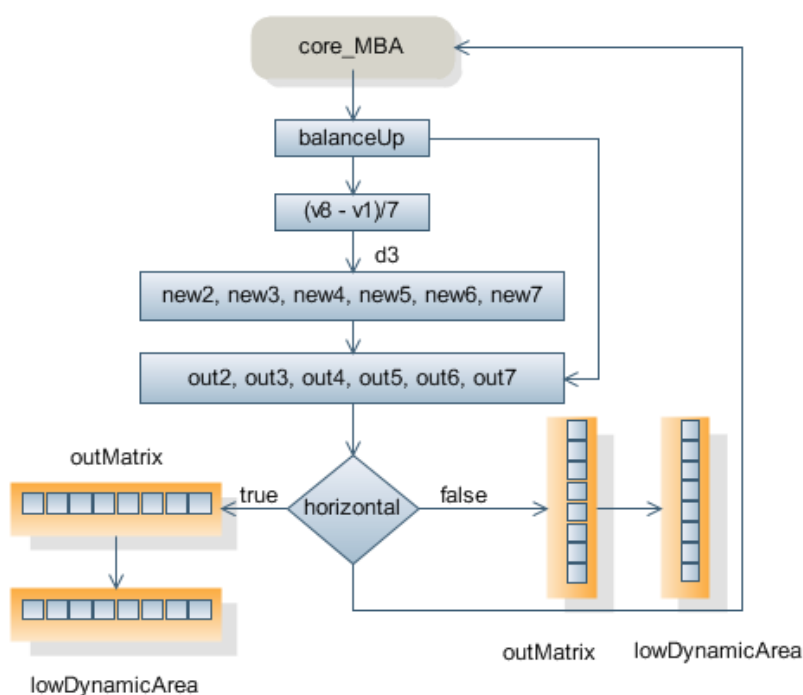 core_MBA
balanceUp
(v8 - v1)/7
d3
new2, new3, new4, new5, new6, new7
out2, out3, out4, out5, out6, out7
outMatrix
true
horizontal
false
lowDynamicArea
outMatrix
lowDynamicArea